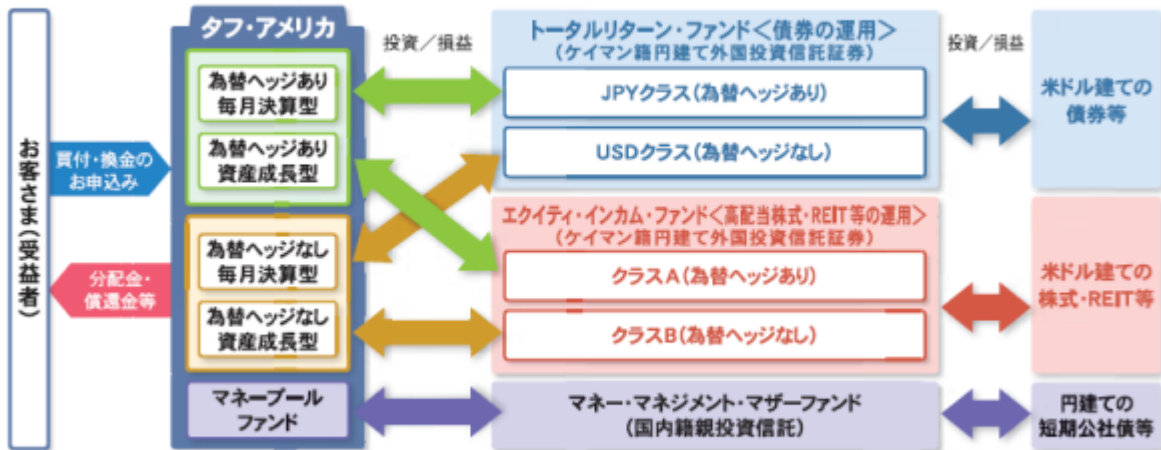 お客さま(受益者)
買付・換金の
お申込み
分配金・
償還金等
タフ・アメリカ
為替ヘッジあり
毎月決算型
為替ヘッジあり
資産成長型
為替ヘッジなし
毎月決算型
為替ヘッジなし
資産成長型
マネープール
ファンド
投資/損益
トータルリターン・ファンド<債券の運用>
(ケイマン籍円建て外国投資信託証券)
JPYクラス(為替ヘッジあり)
USDクラス(為替ヘッジなし)
エクイティ・インカム・ファンド<高配当株式・REIT等の運用>
(ケイマン籍円建て外国投資信託証券)
クラスA(為替ヘッジあり)
クラスB(為替ヘッジなし)
マネー・マネジメント・マザーファンド
(国内籍親投資信託)
投資/損益
米ドル建ての
債券等
米ドル建ての
株式・REIT等
円建ての
短期公社債等